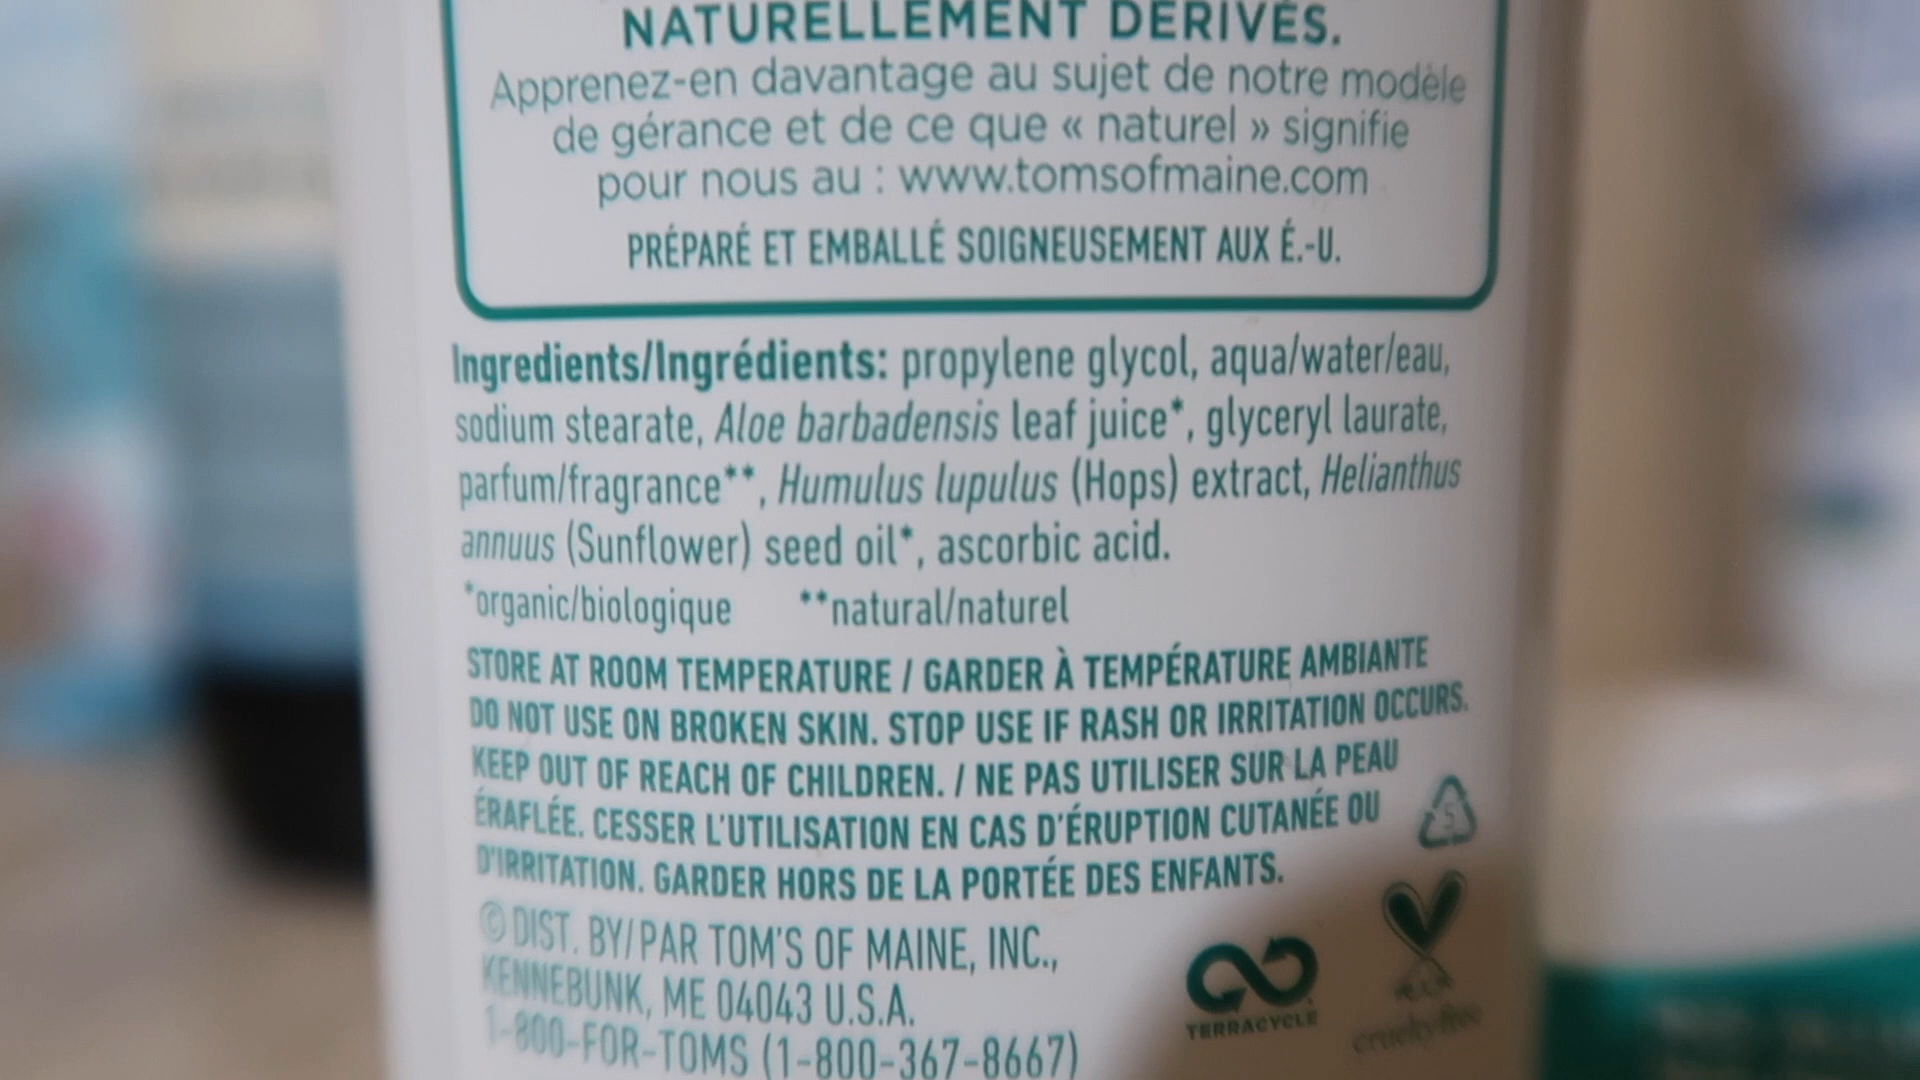 NATURELLEMENT DÉRIVÉS.
Apprenez-en davantage au sujet de notre modèle
de gérance et de ce que « naturel » signifie
pour nous au : www.tomsofmaine.com
PRÉPARÉ ET EMBALLÉ SOIGNEUSEMENT AUX É.-U.
Ingredients/Ingrédients: propylene glycol, aqua/water/eau,
sodium stearate, Aloe barbadensis leaf juice*, glyceryl laurate,
parfum/fragrance**, Humulus lupulus (Hops) extract, Helianthus
annuus (Sunflower) seed oil*, ascorbic acid.
*organic/biologique **natural/naturel
STORE AT ROOM TEMPERATURE / GARDER À TEMPÉRATURE AMBIANTE
DO NOT USE ON BROKEN SKIN. STOP USE IF RASH OR IRRITATION OCCURS.
KEEP OUT OF REACH OF CHILDREN. / NE PAS UTILISER SUR LA PEAU
ÉRAFLÉE. CESSER L'UTILISATION EN CAS D'ÉRUPTION CUTANÉE OU
D'IRRITATION. GARDER HORS DE LA PORTÉE DES ENFANTS.
5
© DIST. BY/PAR TOM'S OF MAINE, INC.,
KENNEBUNK, ME 04043 U.S.A.
1-800-FOR-TOMS (1-800-367-8667)
TERRACYCLE
crueltyfree